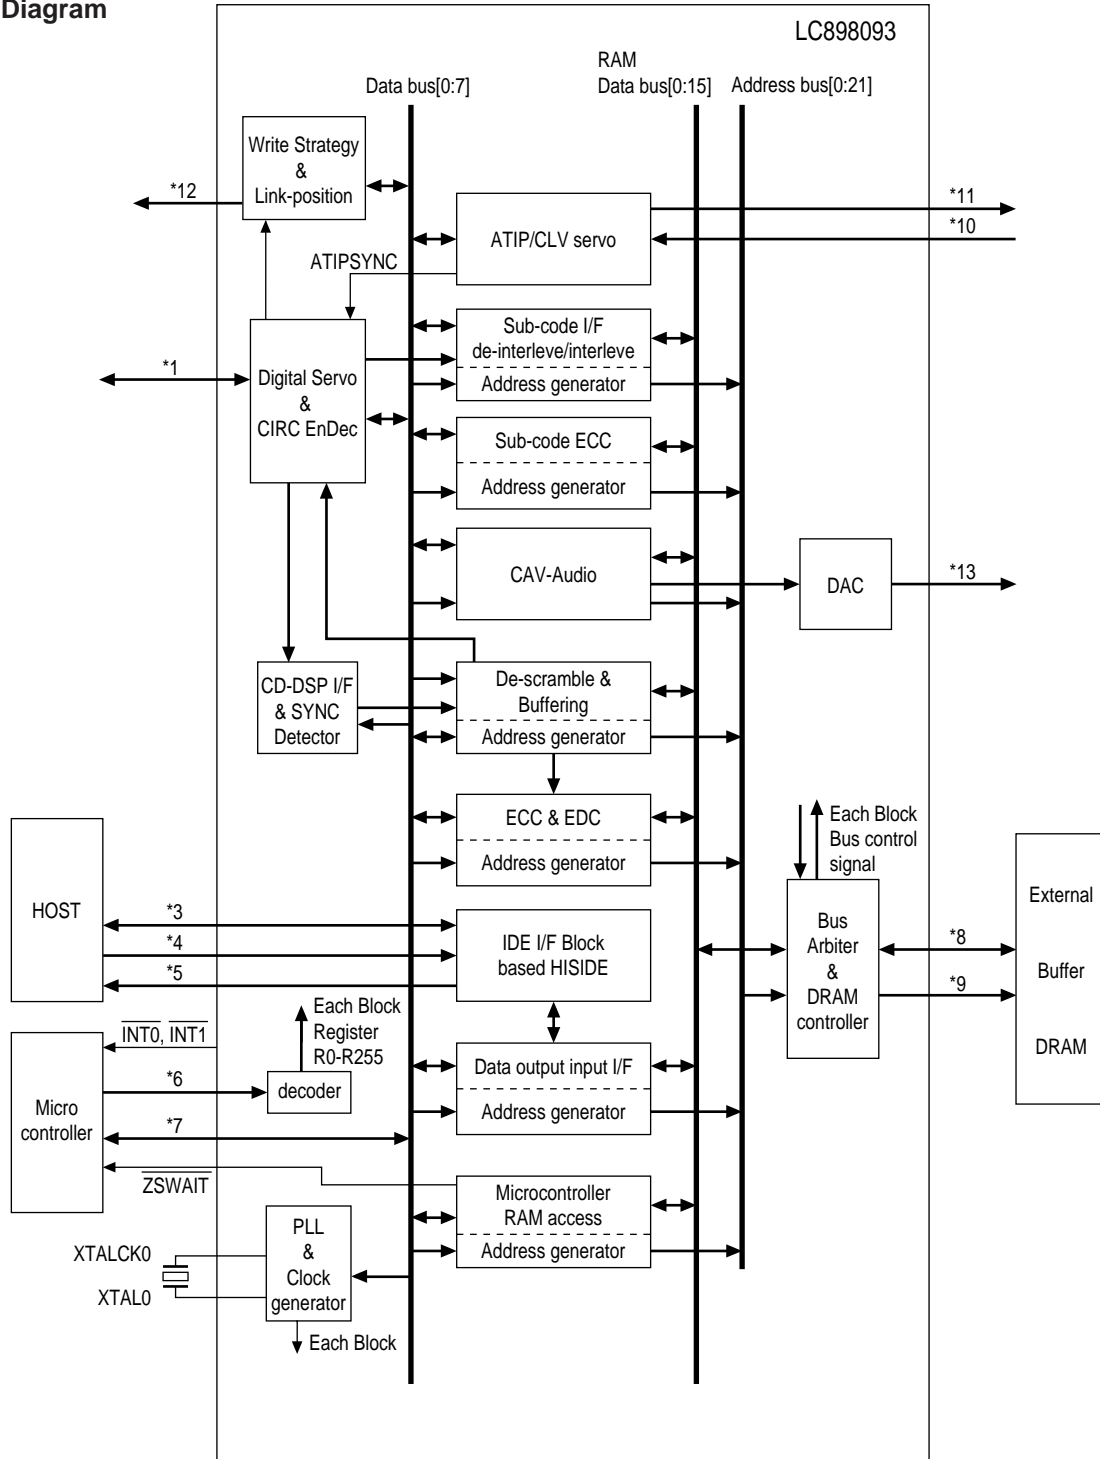 Diagram
LC898093
RAM
Data bus[0:7]
Data bus[0:15]
Address bus[0:21]
Write Strategy
&
Link-position
*12
*11
ATIP/CLV servo
*10
ATIPSYNC
Sub-code I/F
de-interleve/interleve
Address generator
*1
Digital Servo
&
CIRC EnDec
Sub-code ECC
Address generator
CAV-Audio
DAC
*13
CD-DSP I/F
& SYNC
Detector
De-scramble &
Buffering
Address generator
ECC & EDC
Address generator
Each Block
Bus control
signal
HOST
*3
*4
*5
IDE I/F Block
based HISIDE
Bus
Arbiter
&
DRAM
controller
*8
*9
External
Buffer
DRAM
INT0, INT1
Each Block
Register
R0-R255
*6
decoder
Micro
controller
*7
Data output input I/F
Address generator
ZSWAIT
Microcontroller
RAM access
Address generator
XTALCK0
XTAL0
PLL
&
Clock
generator
Each Block